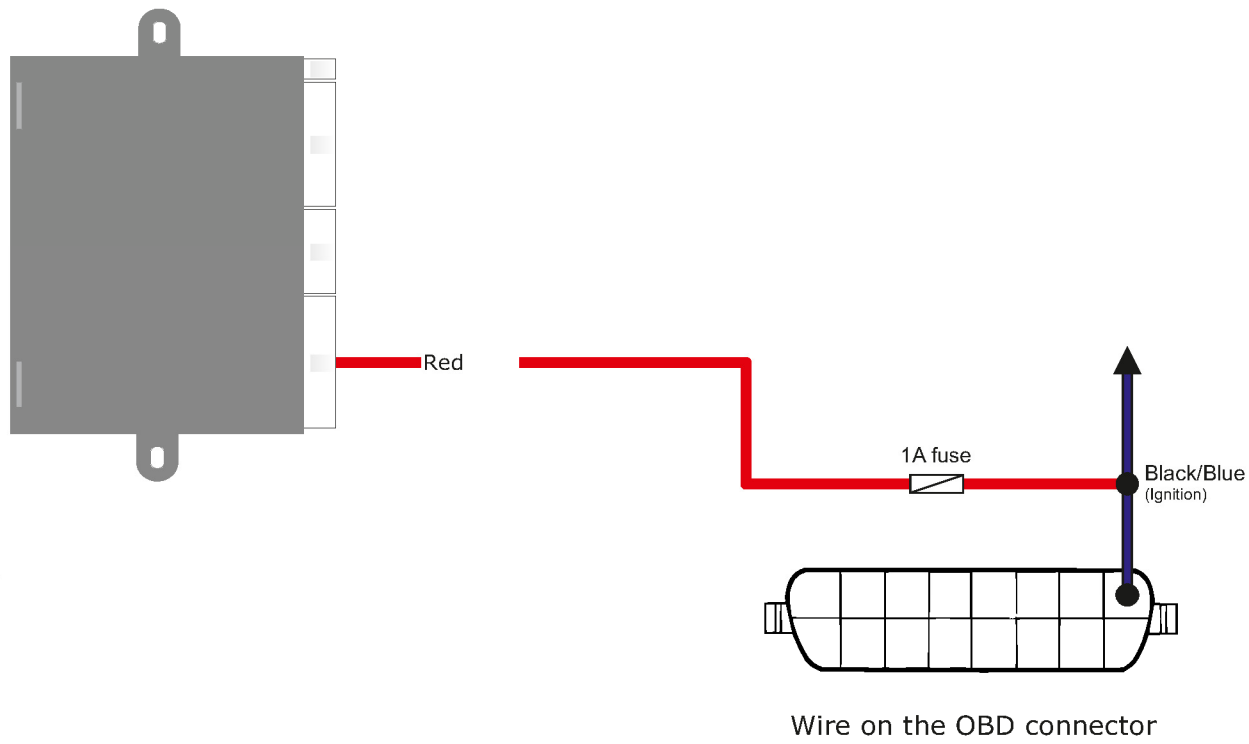 Red
1A fuse
Black/Blue
(Ignition)
Wire on the OBD connector